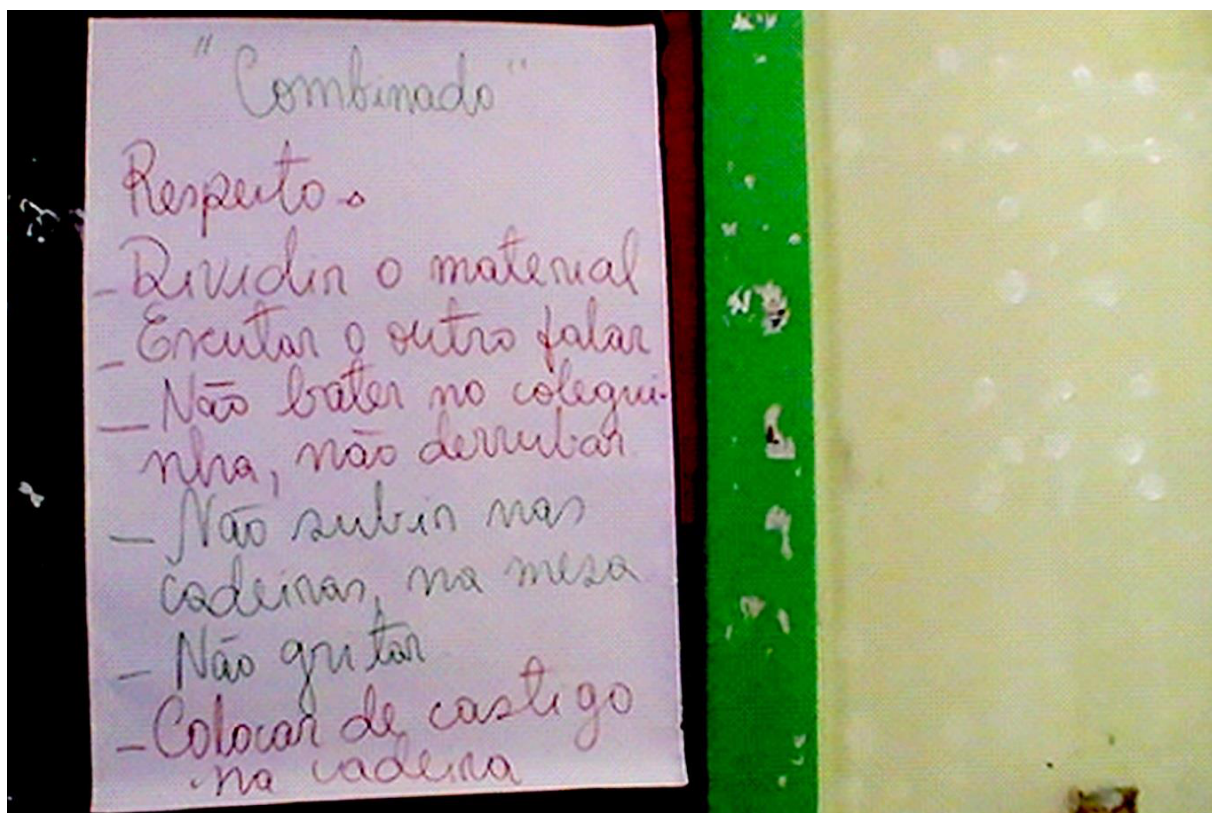 "Combinado"
Respeito.
- Dividir o material
- Escutar o outro falar
- Não bater no colegui-
nha, não derrubar
- Não subir nas
cadeiras, na mesa
- Não gritar
- Colocar de castigo
na cadeira